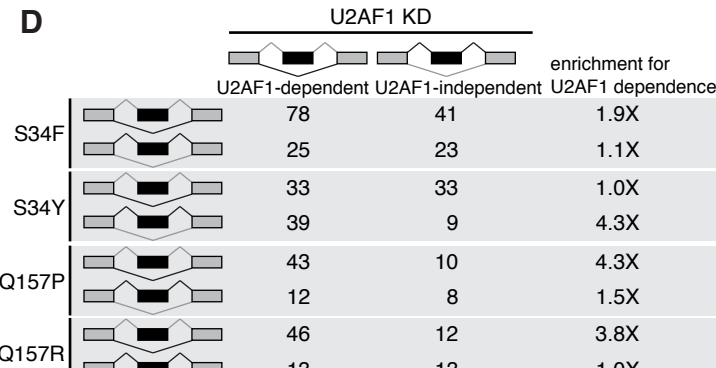 D
U2AF1 KD
enrichment for
U2AF1-dependent U2AF1-independent U2AF1 dependence
S34F
78 41 1.9X
25 23 1.1X
S34Y
33 33 1.0X
39 9 4.3X
Q157P
43 10 4.3X
12 8 1.5X
Q157R
46 12 3.8X